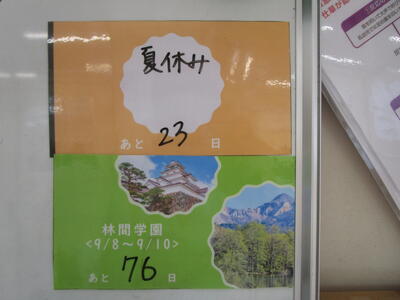 夏休み
あと 23 日
林間学園
<9/8～9/10>
あと 76 日